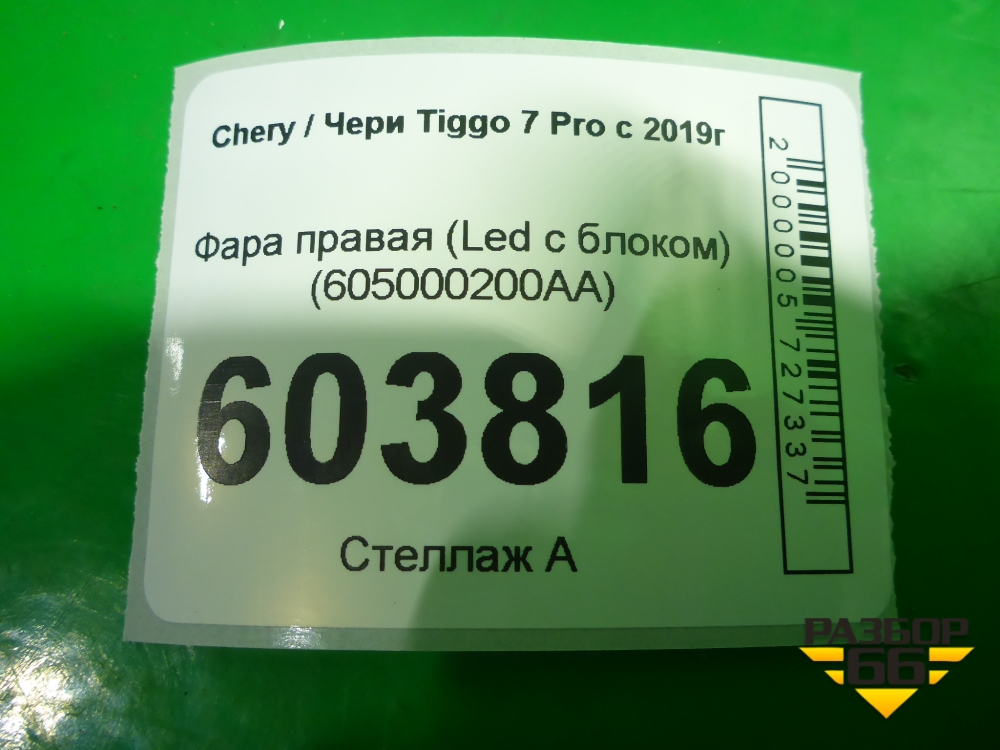 Chery / Чери Tiggo 7 Pro с 2019г
Фара правая (Led с блоком)
(605000200AA)
603816
Стеллаж А
2000005727337
РАЗБОР
66